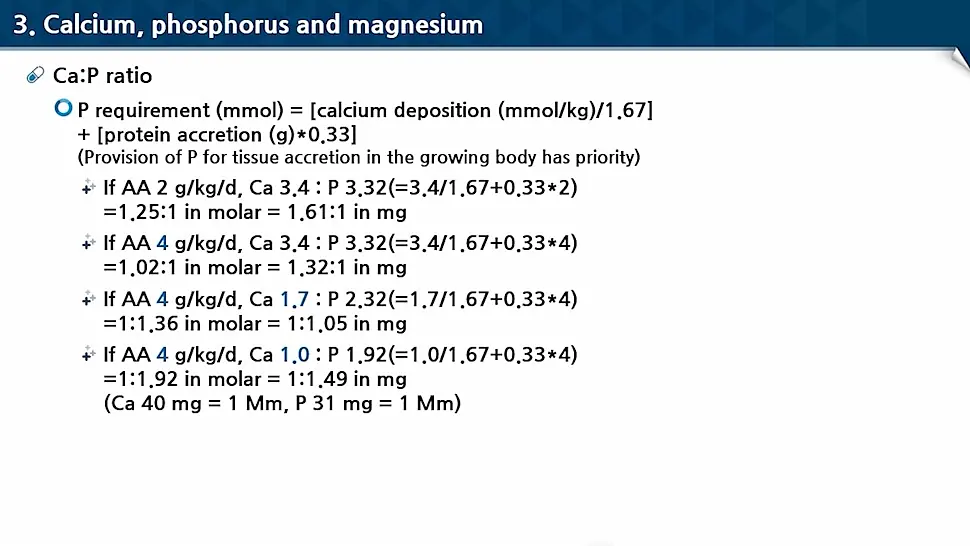 3. Calcium, phosphorus and magnesium
Ca:P ratio
P requirement (mmol) = [calcium deposition (mmol/kg)/1.67]
+ [protein accretion (g)*0.33]
(Provision of P for tissue accretion in the growing body has priority)
If AA 2 g/kg/d, Ca 3.4 : P 3.32(=3.4/1.67+0.33*2)
=1.25:1 in molar = 1.61:1 in mg
If AA 4 g/kg/d, Ca 3.4 : P 3.32(=3.4/1.67+0.33*4)
=1.02:1 in molar = 1.32:1 in mg
If AA 4 g/kg/d, Ca 1.7 : P 2.32(=1.7/1.67+0.33*4)
=1:1.36 in molar = 1:1.05 in mg
If AA 4 g/kg/d, Ca 1.0 : P 1.92(=1.0/1.67+0.33*4)
=1:1.92 in molar = 1:1.49 in mg
(Ca 40 mg = 1 Mm, P 31 mg = 1 Mm)